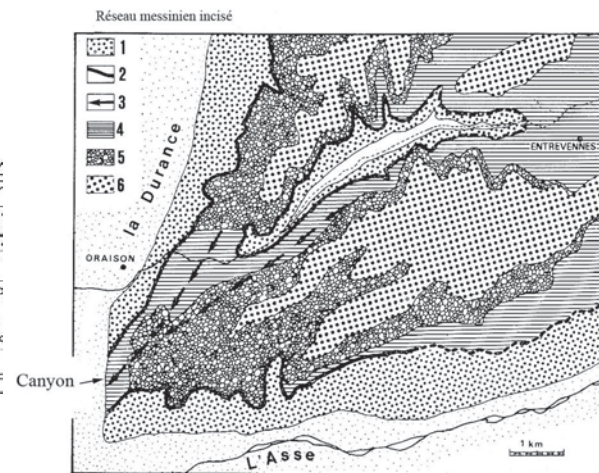 Réseau messinien incisé
1
2
3
4
5
6
la Durance
ENTREVENNES
ORAISON
Canyon
1 km
L'Asse